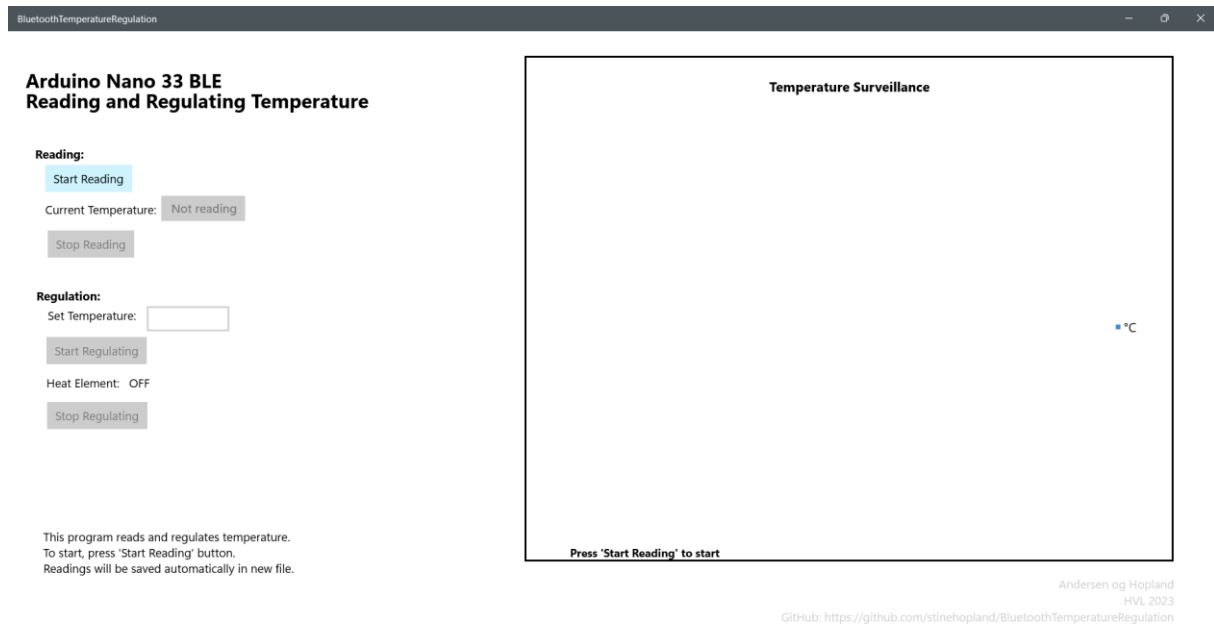 BluetoothTemperatureRegulation
Arduino Nano 33 BLE
Reading and Regulating Temperature
Reading:
Start Reading
Current Temperature: Not reading
Stop Reading
Regulation:
Set Temperature:
Start Regulating
Heat Element: OFF
Stop Regulating
This program reads and regulates temperature.
To start, press 'Start Reading' button.
Readings will be saved automatically in new file.
Temperature Surveillance
°C
Press 'Start Reading' to start
Andersen og Hopland
HVL 2023
GitHub: https://github.com/stinehopland/BluetoothTemperatureRegulation